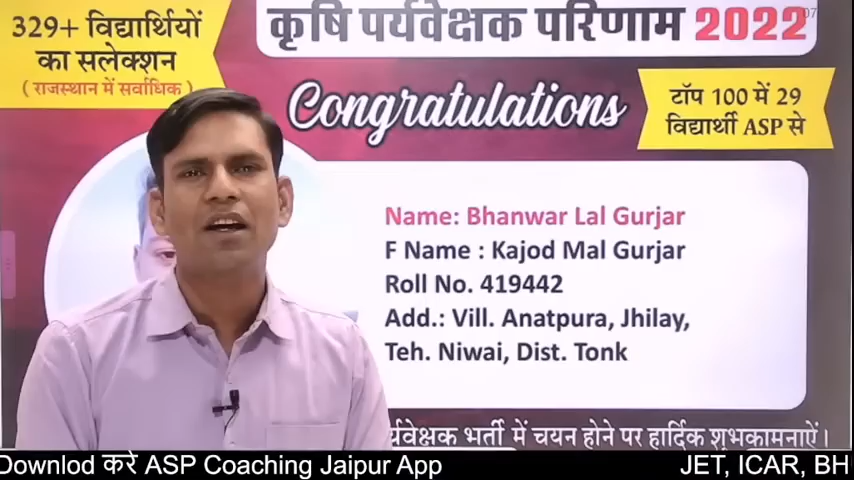 329+ विद्यार्थियों
का सलेक्शन
( राजस्थान में सर्वाधिक )
कृषि पर्यवेक्षक परिणाम 2022
07
Congratulations
टॉप 100 में 29
विद्यार्थी ASP से
Name: Bhanwar Lal Gurjar
F Name : Kajod Mal Gurjar
Roll No. 419442
Add.: Vill. Anatpura, Jhilay,
Teh. Niwai, Dist. Tonk
र्यवेक्षक भर्ती में चयन होने पर हार्दिक शुभकामनाऐं।
Downlod करे ASP Coaching Jaipur App
JET, ICAR, BH